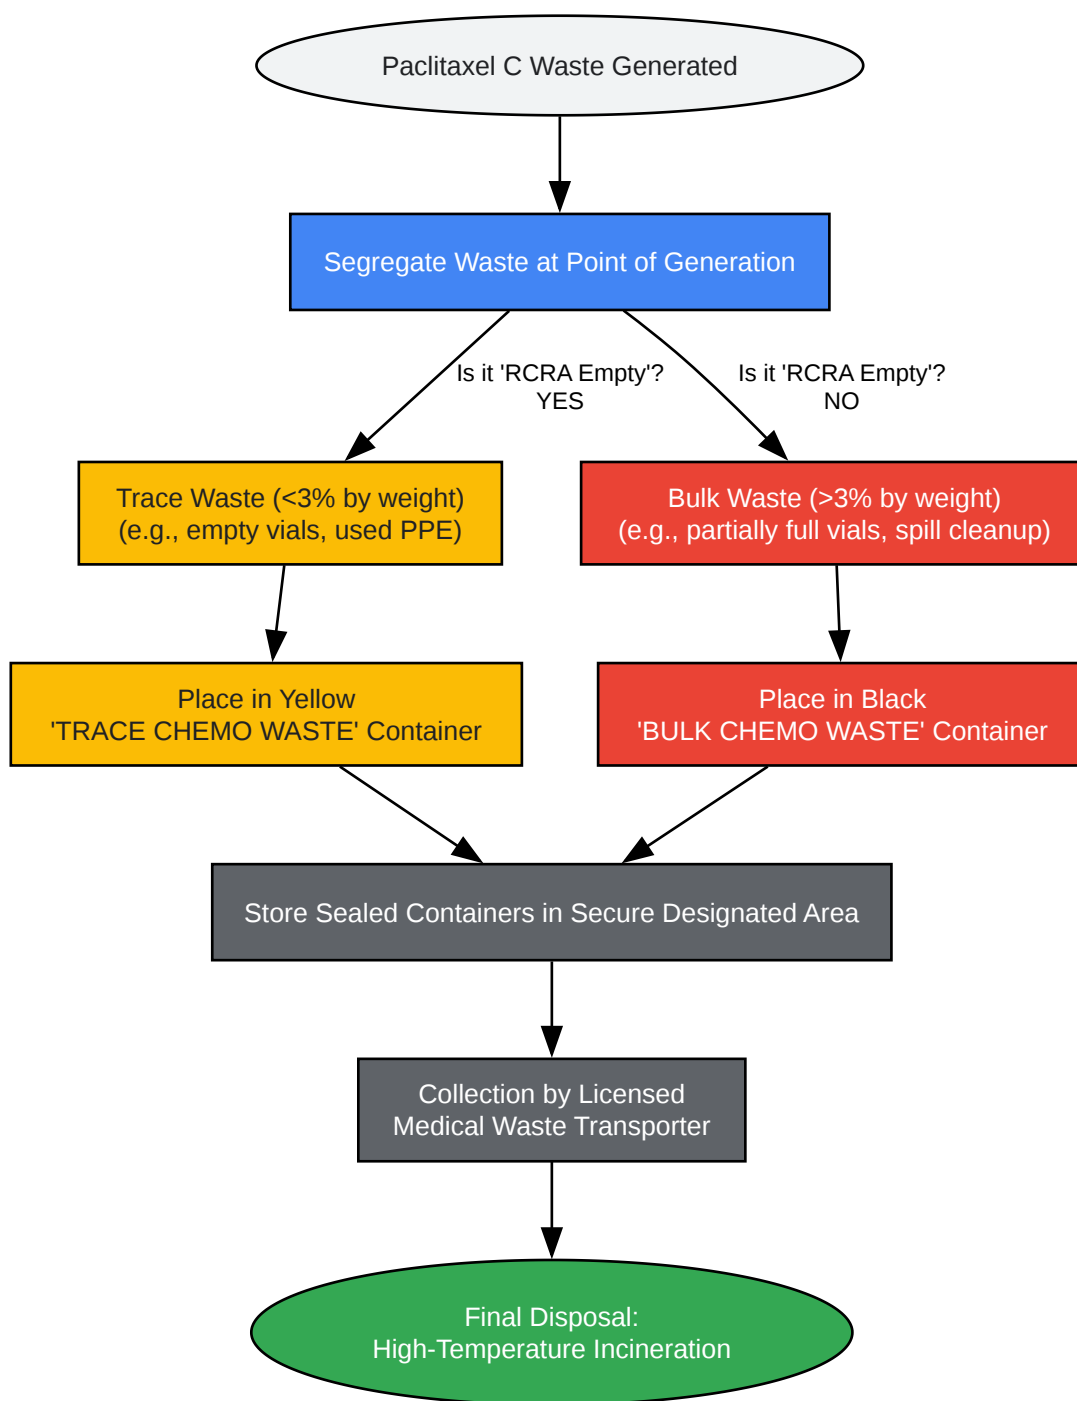 Paclitaxel C Waste Generated
Segregate Waste at Point of Generation
Is it 'RCRA Empty'?
YES
Is it 'RCRA Empty'?
NO
Trace Waste (<3% by weight)
(e.g., empty vials, used PPE)
Bulk Waste (>3% by weight)
(e.g., partially full vials, spill cleanup)
Place in Yellow
'TRACE CHEMO WASTE' Container
Place in Black
'BULK CHEMO WASTE' Container
Store Sealed Containers in Secure Designated Area
Collection by Licensed
Medical Waste Transporter
Final Disposal:
High-Temperature Incineration